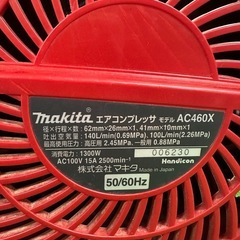 makita エアコンプレッサ モデル AC460X
径×行程×数：62mm×26mm×1，41mm×10mm×1
吐出空気量：140L/min(0.69MPa)，100L/min(2.26MPa)
最高使用圧力：高圧用 2.45MPa，一般用 0.88MPa
消費電力：1300W
AC100V 15A 2500min⁻¹
006230
Handicon
株式会社 マキタ Made in Japan
50/60Hz